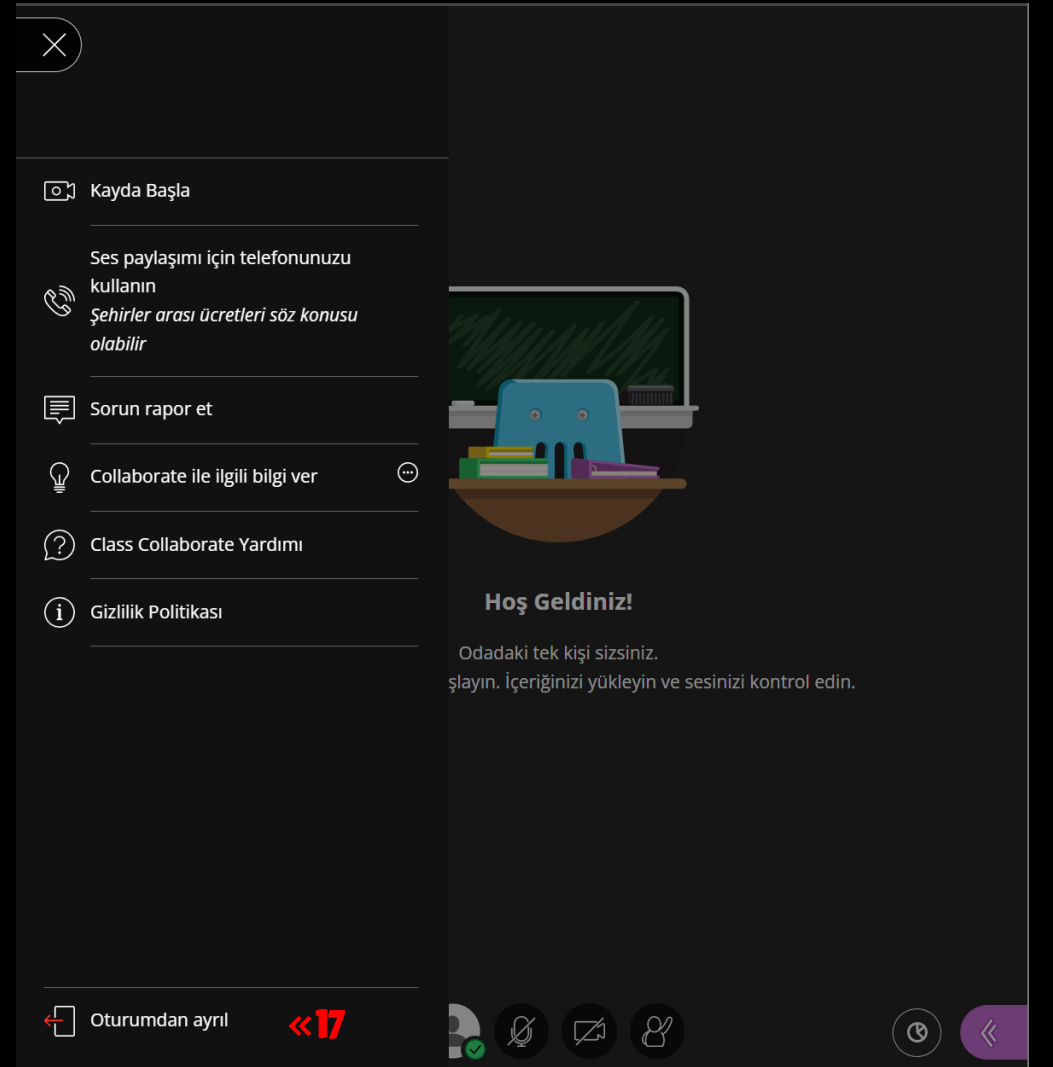 Kayda Başla
Ses paylaşımı için telefonunuzu
kullanın
Şehirler arası ücretleri söz konusu
olabilir
Sorun rapor et
Collaborate ile ilgili bilgi ver
Class Collaborate Yardımı
Gizlilik Politikası
Hoş Geldiniz!
Odadaki tek kişi sizsiniz.
şlayın. İçeriğinizi yükleyin ve sesinizi kontrol edin.
Oturumdan ayrıl
«17